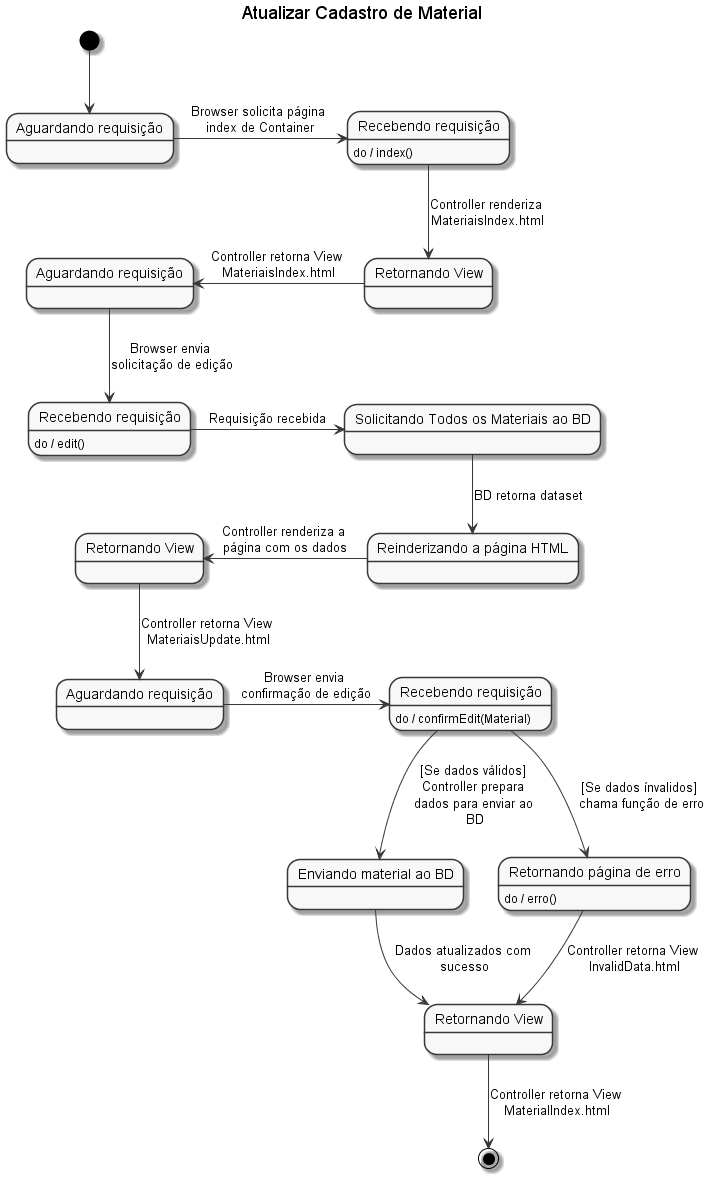 Atualizar Cadastro de Material
Aguardando requisição
Browser solicita página
index de Container
Recebendo requisição
do / index()
Controller renderiza
MateriaisIndex.html
Retornando View
Controller retorna View
MateriaisIndex.html
Aguardando requisição
Browser envia
solicitação de edição
Recebendo requisição
do / edit()
Requisição recebida
Solicitando Todos os Materiais ao BD
BD retorna dataset
Reinderizando a página HTML
Controller renderiza a
página com os dados
Retornando View
Controller retorna View
MateriaisUpdate.html
Aguardando requisição
Browser envia
confirmação de edição
Recebendo requisição
do / confirmEdit(Material)
[Se dados válidos]
Controller prepara
dados para enviar ao
BD
[Se dados ínvalidos]
chama função de erro
Enviando material ao BD
Retornando página de erro
do / erro()
Dados atualizados com
sucesso
Controller retorna View
InvalidData.html
Retornando View
Controller retorna View
MaterialIndex.html